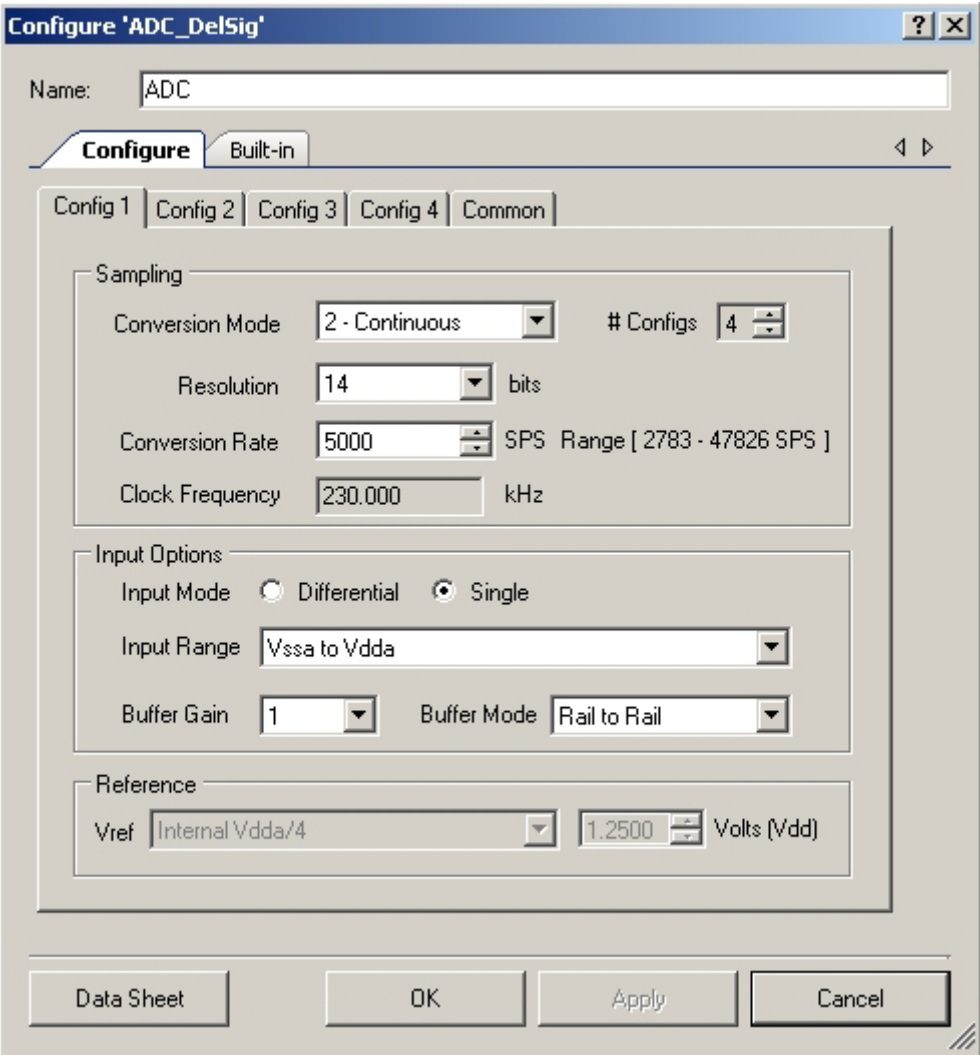 Configure 'ADC_DelSig'
Name: ADC
Configure Built-in
Config 1 Config 2 Config 3 Config 4 Common
Sampling
Conversion Mode 2 - Continuous # Configs 4
Resolution 14 bits
Conversion Rate 5000 SPS Range [ 2783 - 47826 SPS ]
Clock Frequency 230.000 kHz
Input Options
Input Mode Differential Single
Input Range Vssa to Vdda
Buffer Gain 1 Buffer Mode Rail to Rail
Reference
Vref Internal Vdda/4 1.2500 Volts (Vdd)
Data Sheet OK Apply Cancel